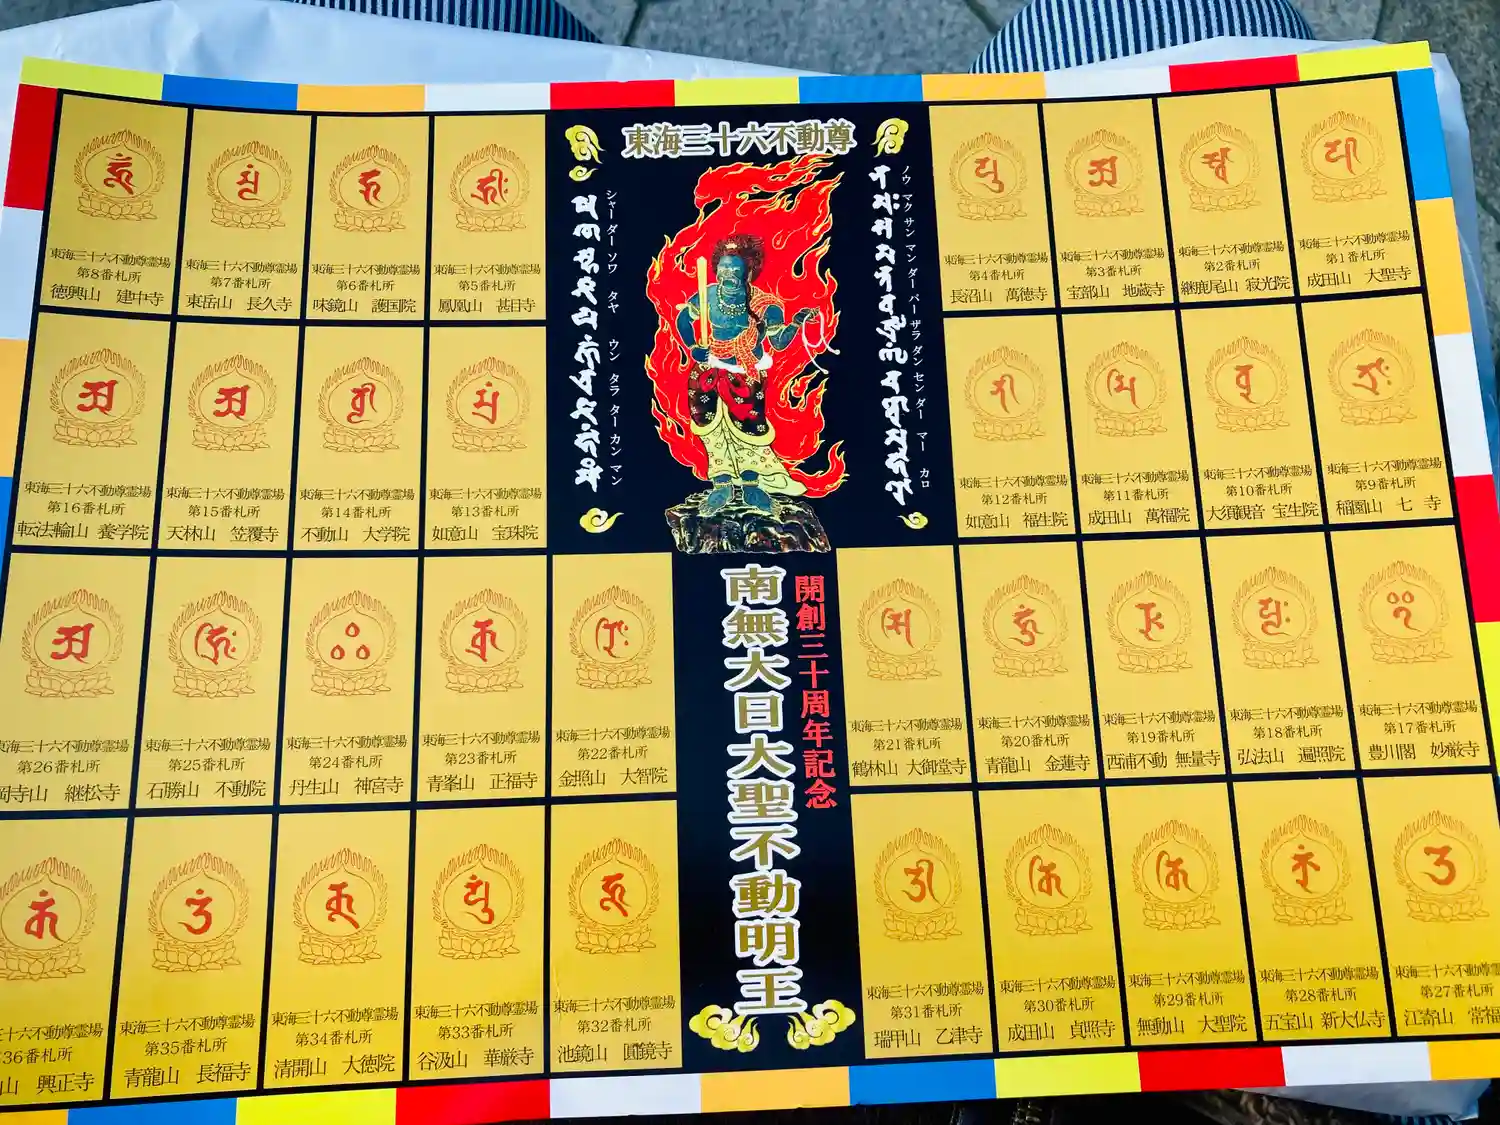 東海三十六不動尊
ノウ マク サン マンダー バー ザラ ダン センダー マー カロ
シャーダーソワ タヤ ウン タラ ター カン マン
開創三十周年記念
南無大日大聖不動明王
東海三十六不動尊霊場
第1番札所
成田山 大聖寺
東海三十六不動尊霊場
第2番札所
継鹿尾山 寂光院
東海三十六不動尊霊場
第3番札所
宝部山 地蔵寺
東海三十六不動尊霊場
第4番札所
長沼山 萬徳寺
東海三十六不動尊霊場
第5番札所
鳳凰山 甚目寺
東海三十六不動尊霊場
第6番札所
味鏡山 護国院
東海三十六不動尊霊場
第7番札所
東岳山 長久寺
東海三十六不動尊霊場
第8番札所
徳興山 建中寺
東海三十六不動尊霊場
第9番札所
稲園山 七 寺
東海三十六不動尊霊場
第10番札所
大須観音 宝生院
東海三十六不動尊霊場
第11番札所
成田山 萬福院
東海三十六不動尊霊場
第12番札所
如意山 福生院
東海三十六不動尊霊場
第13番札所
如意山 宝珠院
東海三十六不動尊霊場
第14番札所
不動山 大学院
東海三十六不動尊霊場
第15番札所
天林山 笠覆寺
東海三十六不動尊霊場
第16番札所
転法輪山 養学院
東海三十六不動尊霊場
第17番札所
豊川閣 妙厳寺
東海三十六不動尊霊場
第18番札所
弘法山 遍照院
東海三十六不動尊霊場
第19番札所
西浦不動 無量寺
東海三十六不動尊霊場
第20番札所
青龍山 金蓮寺
東海三十六不動尊霊場
第21番札所
鶴林山 大御堂寺
東海三十六不動尊霊場
第22番札所
金照山 大智院
東海三十六不動尊霊場
第23番札所
青峯山 正福寺
東海三十六不動尊霊場
第24番札所
丹生山 神宮寺
東海三十六不動尊霊場
第25番札所
石勝山 不動院
東海三十六不動尊霊場
第26番札所
岡寺山 継松寺
東海三十六不動尊霊場
第27番札所
江寄山 常福
東海三十六不動尊霊場
第28番札所
五宝山 新大仏寺
東海三十六不動尊霊場
第29番札所
無動山 大聖院
東海三十六不動尊霊場
第30番札所
成田山 貞照寺
東海三十六不動尊霊場
第31番札所
瑞甲山 乙津寺
東海三十六不動尊霊場
第32番札所
池鏡山 圓鏡寺
東海三十六不動尊霊場
第33番札所
谷汲山 華厳寺
東海三十六不動尊霊場
第34番札所
清開山 大徳院
東海三十六不動尊霊場
第35番札所
青龍山 長福寺
三十六不動尊霊場
36番札所
山 興正寺